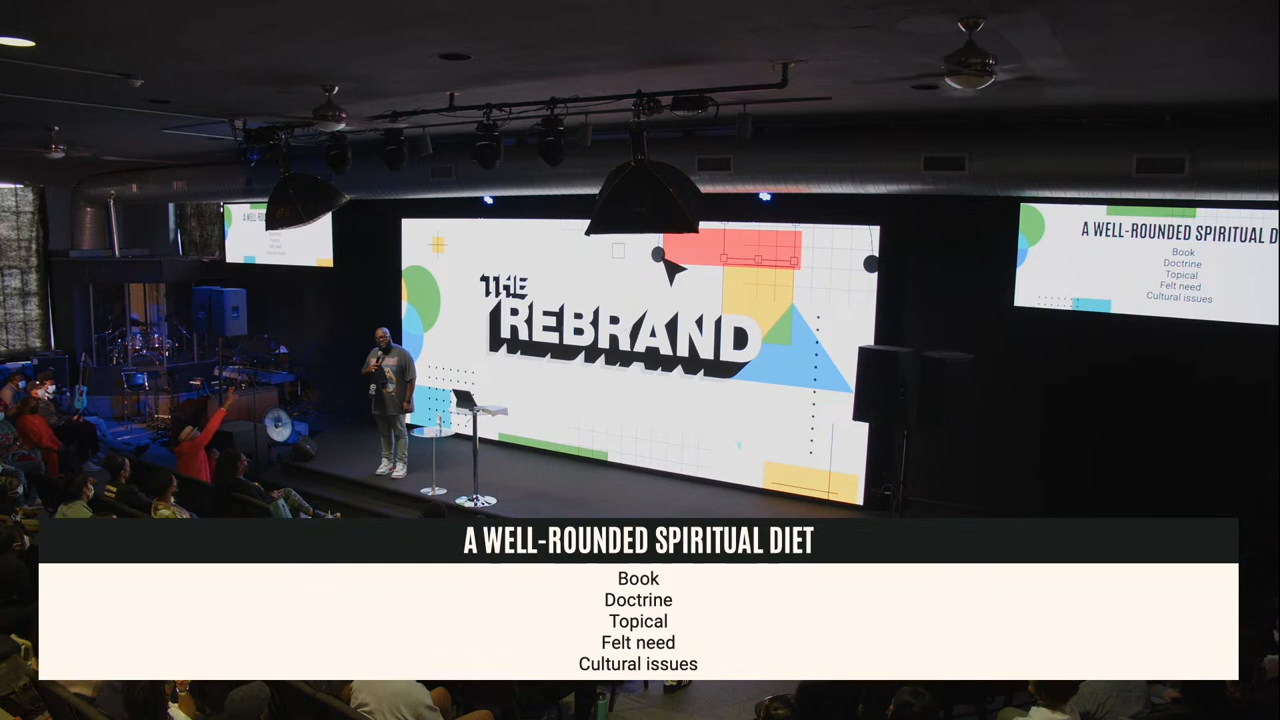 A WELL-ROUNDED SPIRITUAL D
Book
Doctrine
Topical
Felt need
Cultural issues
THE
REBRAND
A WELL-ROUNDED SPIRITUAL DIET
Book
Doctrine
Topical
Felt need
Cultural issues